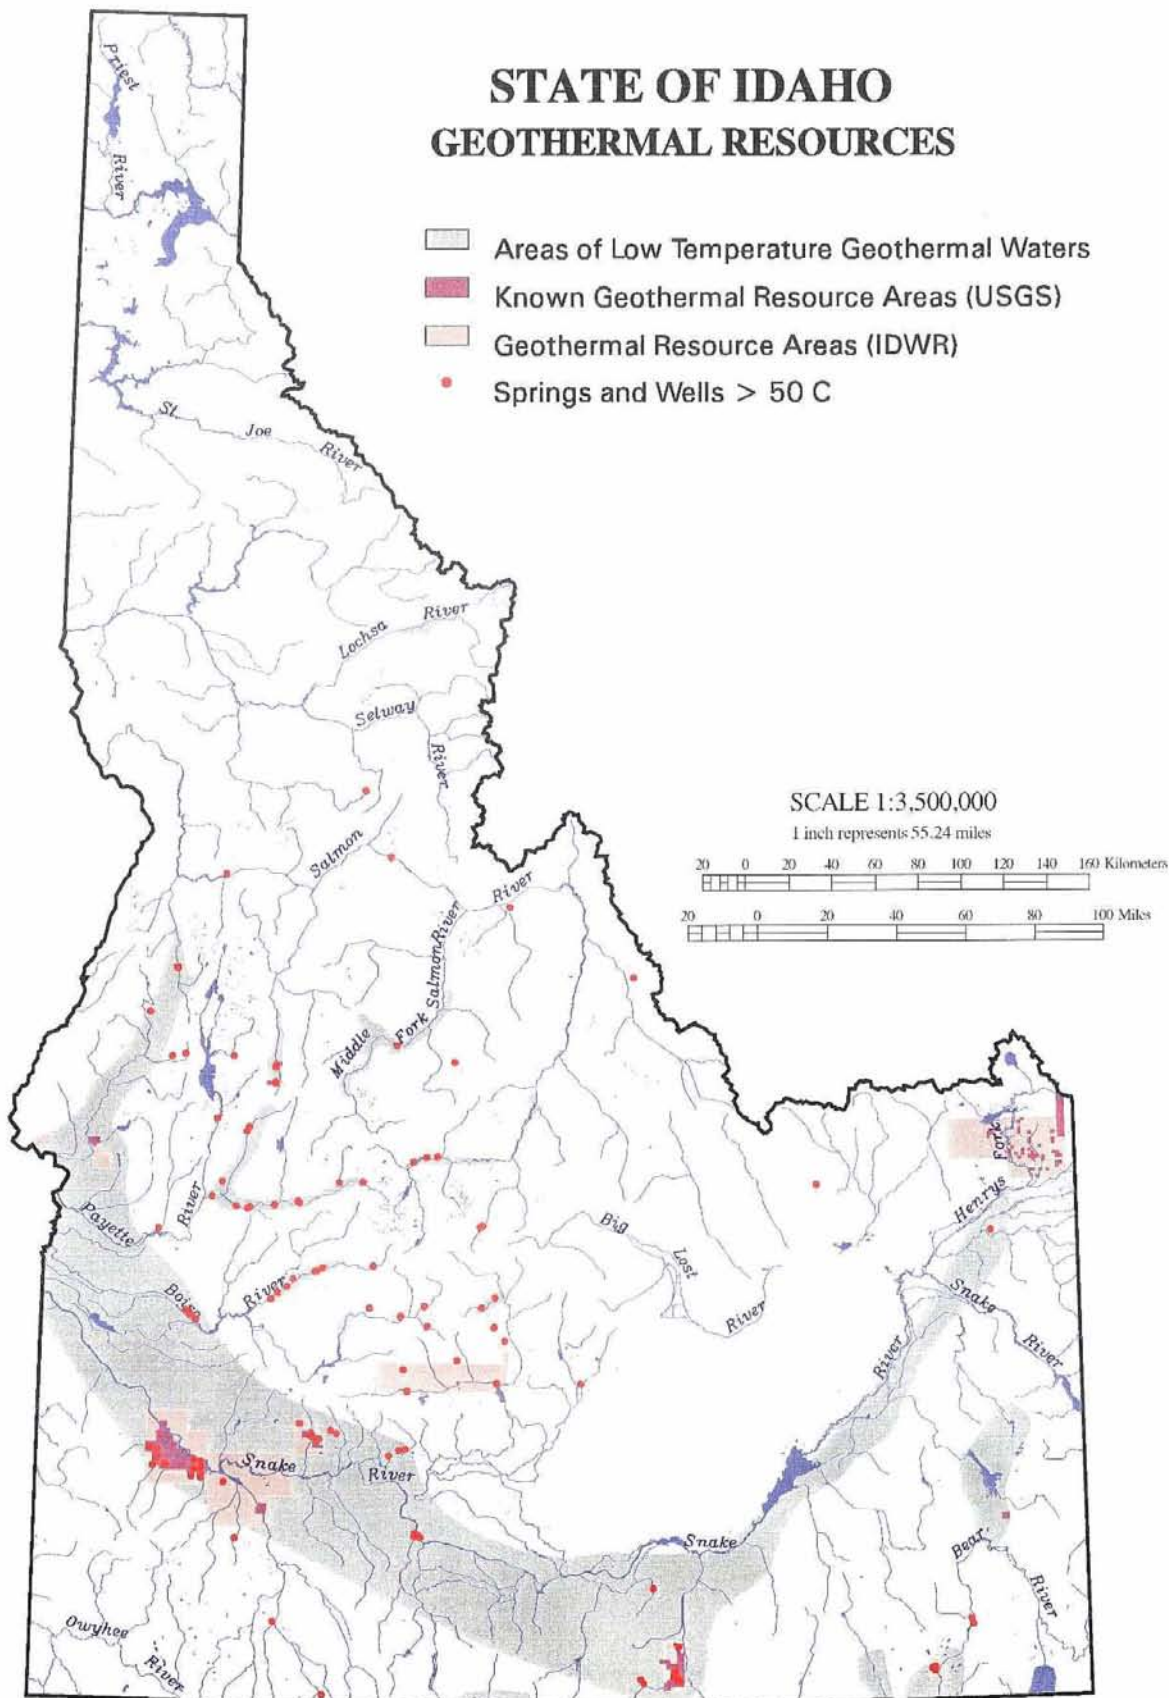 STATE OF IDAHO
GEOTHERMAL RESOURCES
Areas of Low Temperature Geothermal Waters
Known Geothermal Resource Areas (USGS)
Geothermal Resource Areas (IDWR)
Springs and Wells > 50 C
Priest
River
St.
Joe
River
Lochsa
River
Selway
River
SCALE 1:3,500,000
1 inch represents 55.24 miles
20 0 20 40 60 80 100 120 140 160 Kilometers
20 0 20 40 60 80 100 Miles
Salmon
River
Middle
Fork
Salmon
River
Henrys
Fork
Payette
River
Big
Lost
River
Boise
River
Snake
River
River
Snake
River
Snake
Bear
River
Owyhee
River